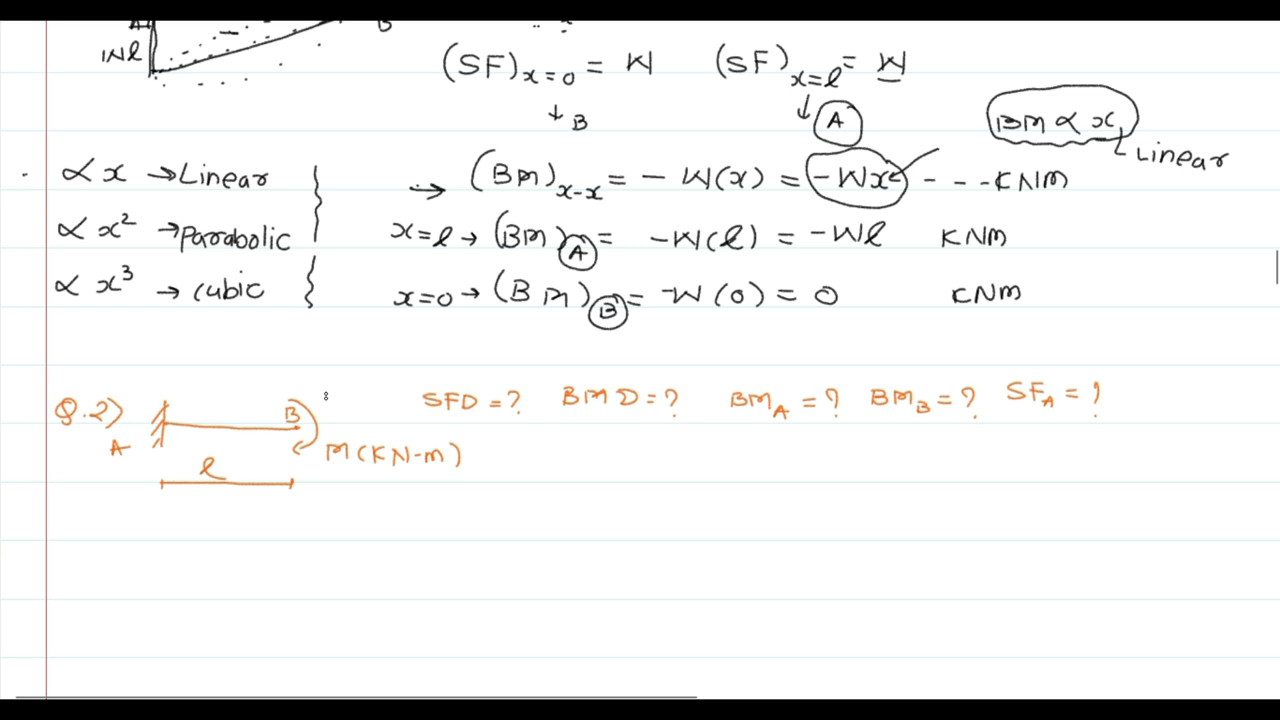 B
W l
(SF)x=0 = W (SF)x=l = W
↓ B ↓ A BM ∝ x
Linear
∝ x → Linear → (BM)x-x = - W(x) = -Wx - - - KNm
∝ x² → Parabolic x=l → (BM)A = -W(l) = -Wl KNm
∝ x³ → cubic x=0 → (BM)B = -W(0) = 0 KNm
Q.2) B SFD = ? BMD = ? BMA = ? BMB = ? SFA = ?
A M(KN-m)
l